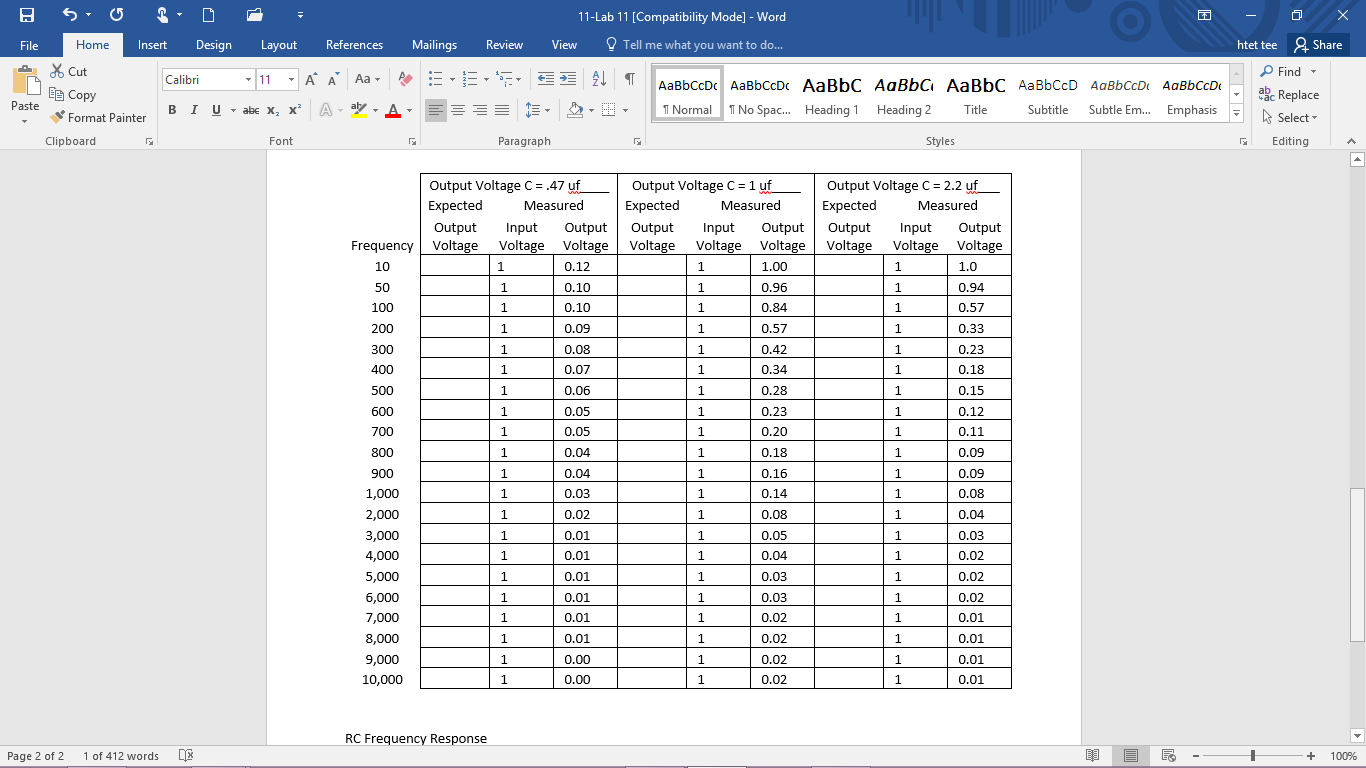 11-Lab 11 [Compatibility Mode] - Word
File Home Insert Design Layout References Mailings Review View Tell me what you want to do... htet tee Share
Paste Cut Copy Format Painter
Calibri 11 A A Aa
B I U abc X₂ X² A ab A
AaBbCcDc AaBbCcDc AaBbC AaBbC AaBbC AaBbCcD AaBbCcDc AaBbCcDc
¶ Normal ¶ No Spac... Heading 1 Heading 2 Title Subtitle Subtle Em... Emphasis
Find
Replace
Select
Clipboard Font Paragraph Styles Editing
Output Voltage C = .47 uf____ Output Voltage C = 1 uf____ Output Voltage C = 2.2 uf___
Expected Measured Expected Measured Expected Measured
Output Input Output Output Input Output Output Input Output
Frequency Voltage Voltage Voltage Voltage Voltage Voltage Voltage Voltage Voltage
10 1 0.12 1 1.00 1 1.0
50 1 0.10 1 0.96 1 0.94
100 1 0.10 1 0.84 1 0.57
200 1 0.09 1 0.57 1 0.33
300 1 0.08 1 0.42 1 0.23
400 1 0.07 1 0.34 1 0.18
500 1 0.06 1 0.28 1 0.15
600 1 0.05 1 0.23 1 0.12
700 1 0.05 1 0.20 1 0.11
800 1 0.04 1 0.18 1 0.09
900 1 0.04 1 0.16 1 0.09
1,000 1 0.03 1 0.14 1 0.08
2,000 1 0.02 1 0.08 1 0.04
3,000 1 0.01 1 0.05 1 0.03
4,000 1 0.01 1 0.04 1 0.02
5,000 1 0.01 1 0.03 1 0.02
6,000 1 0.01 1 0.03 1 0.02
7,000 1 0.01 1 0.02 1 0.01
8,000 1 0.01 1 0.02 1 0.01
9,000 1 0.00 1 0.02 1 0.01
10,000 1 0.00 1 0.02 1 0.01
RC Frequency Response
Page 2 of 2 1 of 412 words 100%